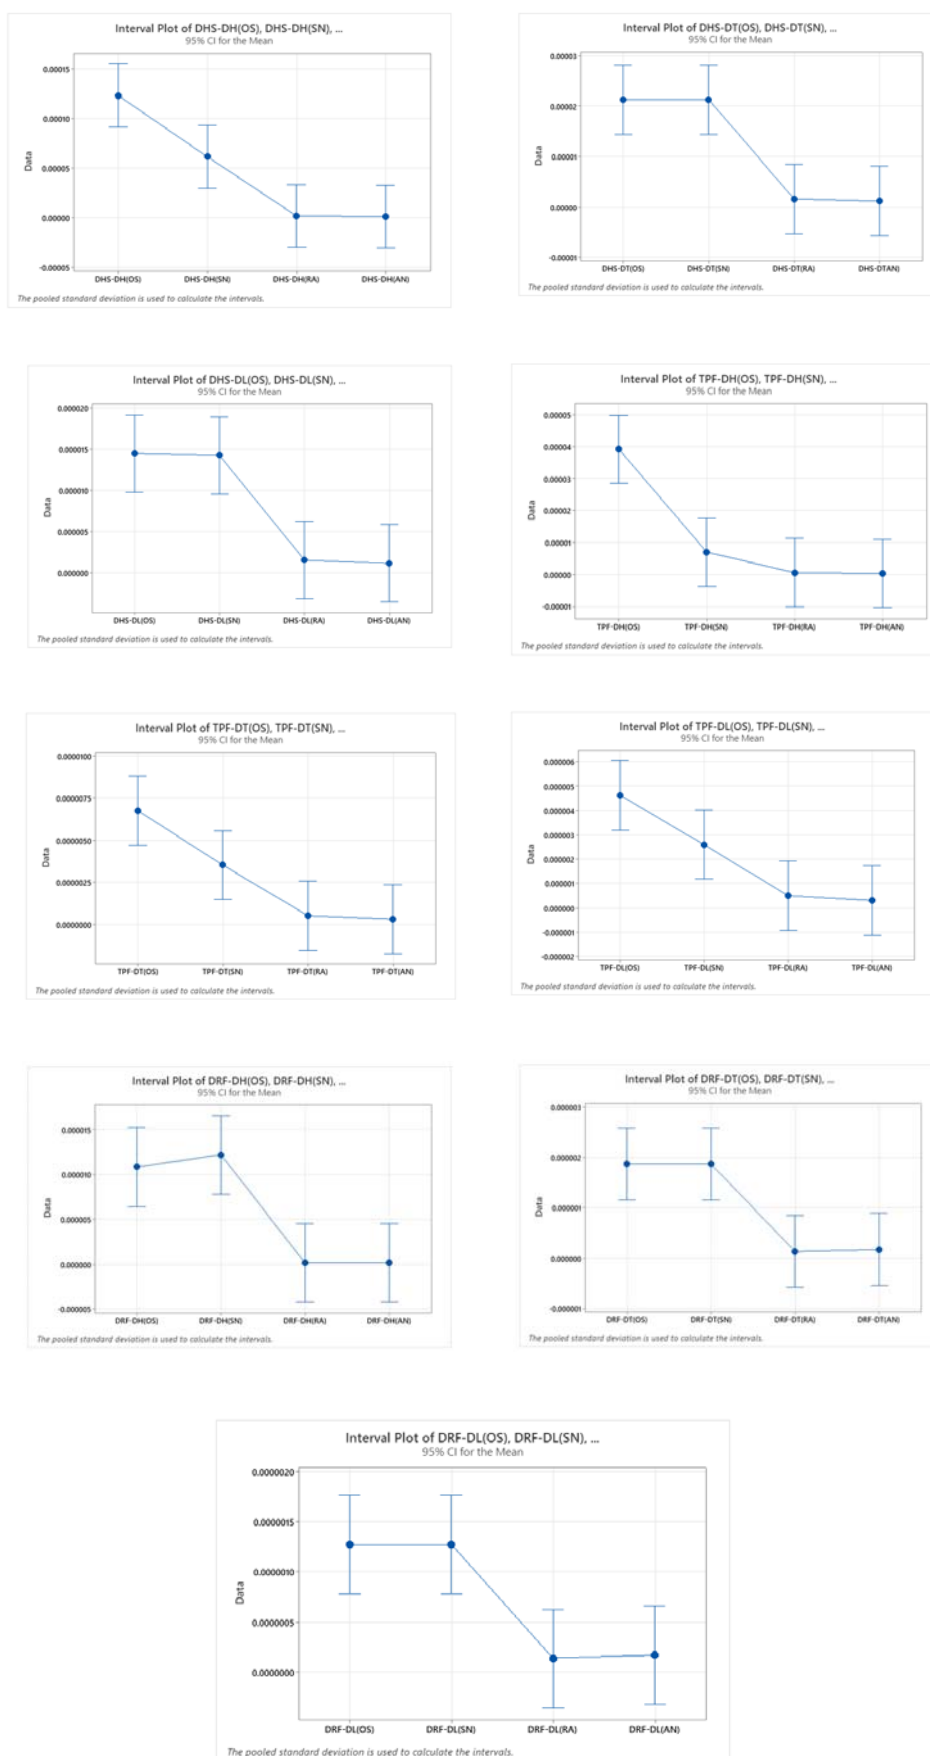 Interval Plot of DHS-DH(OS), DHS-DH(SN), ...
95% CI for the Mean
0.00015
0.00010
0.00005
0.00000
-0.00005
Data
DHS-DH(OS) DHS-DH(SN) DHS-DH(RA) DHS-DH(AN)
The pooled standard deviation is used to calculate the intervals.
Interval Plot of DHS-DT(OS), DHS-DT(SN), ...
95% CI for the Mean
0.00003
0.00002
0.00001
0.00000
-0.00001
Data
DHS-DT(OS) DHS-DT(SN) DHS-DT(RA) DHS-DTAN)
The pooled standard deviation is used to calculate the intervals.
Interval Plot of DHS-DL(OS), DHS-DL(SN), ...
95% CI for the Mean
0.000020
0.000015
0.000010
0.000005
0.000000
Data
DHS-DL(OS) DHS-DL(SN) DHS-DL(RA) DHS-DL(AN)
The pooled standard deviation is used to calculate the intervals.
Interval Plot of TPF-DH(OS), TPF-DH(SN), ...
95% CI for the Mean
0.00005
0.00004
0.00003
0.00002
0.00001
0.00000
-0.00001
Data
TPF-DH(OS) TPF-DH(SN) TPF-DH(RA) TPF-DH(AN)
The pooled standard deviation is used to calculate the intervals.
Interval Plot of TPF-DT(OS), TPF-DT(SN), ...
95% CI for the Mean
0.0000100
0.0000075
0.0000050
0.0000025
0.0000000
Data
TPF-DT(OS) TPF-DT(SN) TPF-DT(RA) TPF-DT(AN)
The pooled standard deviation is used to calculate the intervals.
Interval Plot of TPF-DL(OS), TPF-DL(SN), ...
95% CI for the Mean
0.000006
0.000005
0.000004
0.000003
0.000002
0.000001
0.000000
-0.000001
-0.000002
Data
TPF-DL(OS) TPF-DL(SN) TPF-DL(RA) TPF-DL(AN)
The pooled standard deviation is used to calculate the intervals.
Interval Plot of DRF-DH(OS), DRF-DH(SN), ...
95% CI for the Mean
0.000015
0.000010
0.000005
0.000000
-0.000005
Data
DRF-DH(OS) DRF-DH(SN) DRF-DH(RA) DRF-DH(AN)
The pooled standard deviation is used to calculate the intervals.
Interval Plot of DRF-DT(OS), DRF-DT(SN), ...
95% CI for the Mean
0.000003
0.000002
0.000001
0.000000
-0.000001
Data
DRF-DT(OS) DRF-DT(SN) DRF-DT(RA) DRF-DT(AN)
The pooled standard deviation is used to calculate the intervals.
Interval Plot of DRF-DL(OS), DRF-DL(SN), ...
95% CI for the Mean
0.0000020
0.0000015
0.0000010
0.0000005
0.0000000
Data
DRF-DL(OS) DRF-DL(SN) DRF-DL(RA) DRF-DL(AN)
The pooled standard deviation is used to calculate the intervals.